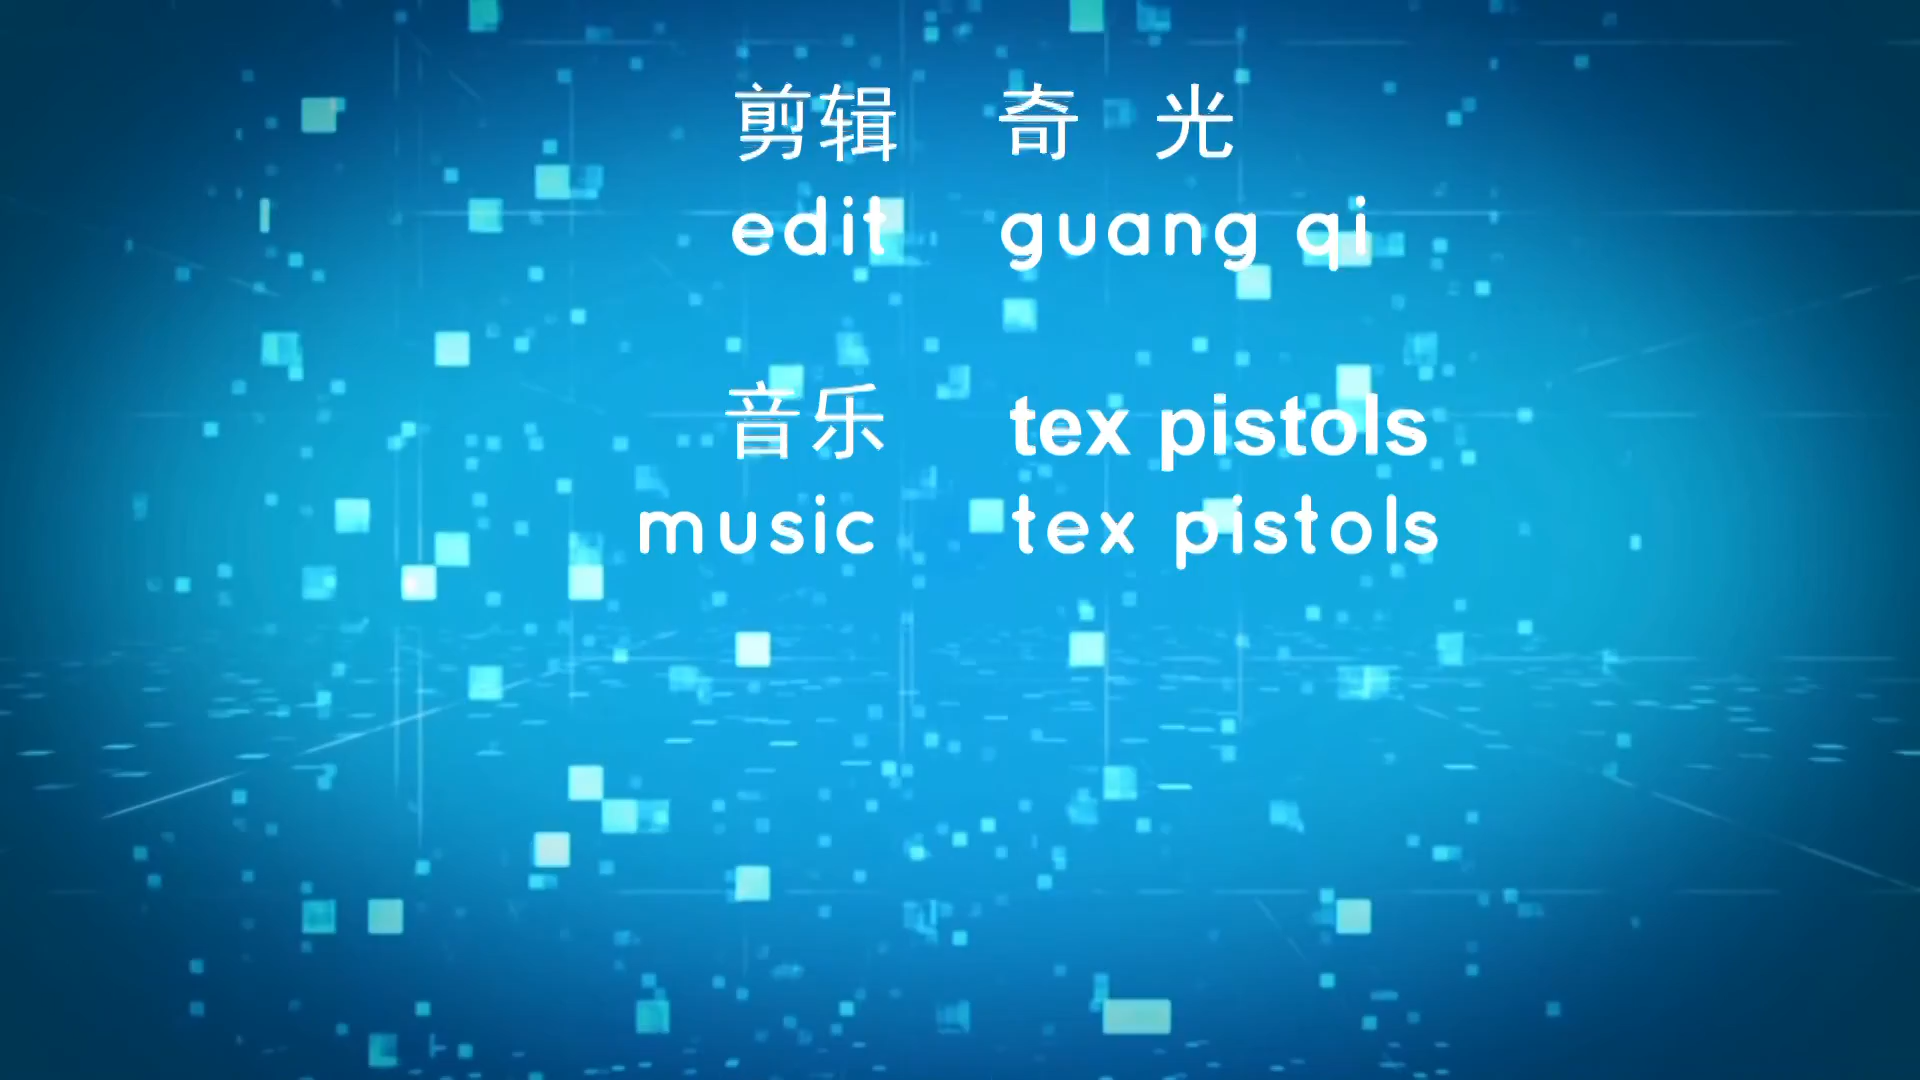 剪辑 奇 光
edit guang qi
音乐 tex pistols
music tex pistols